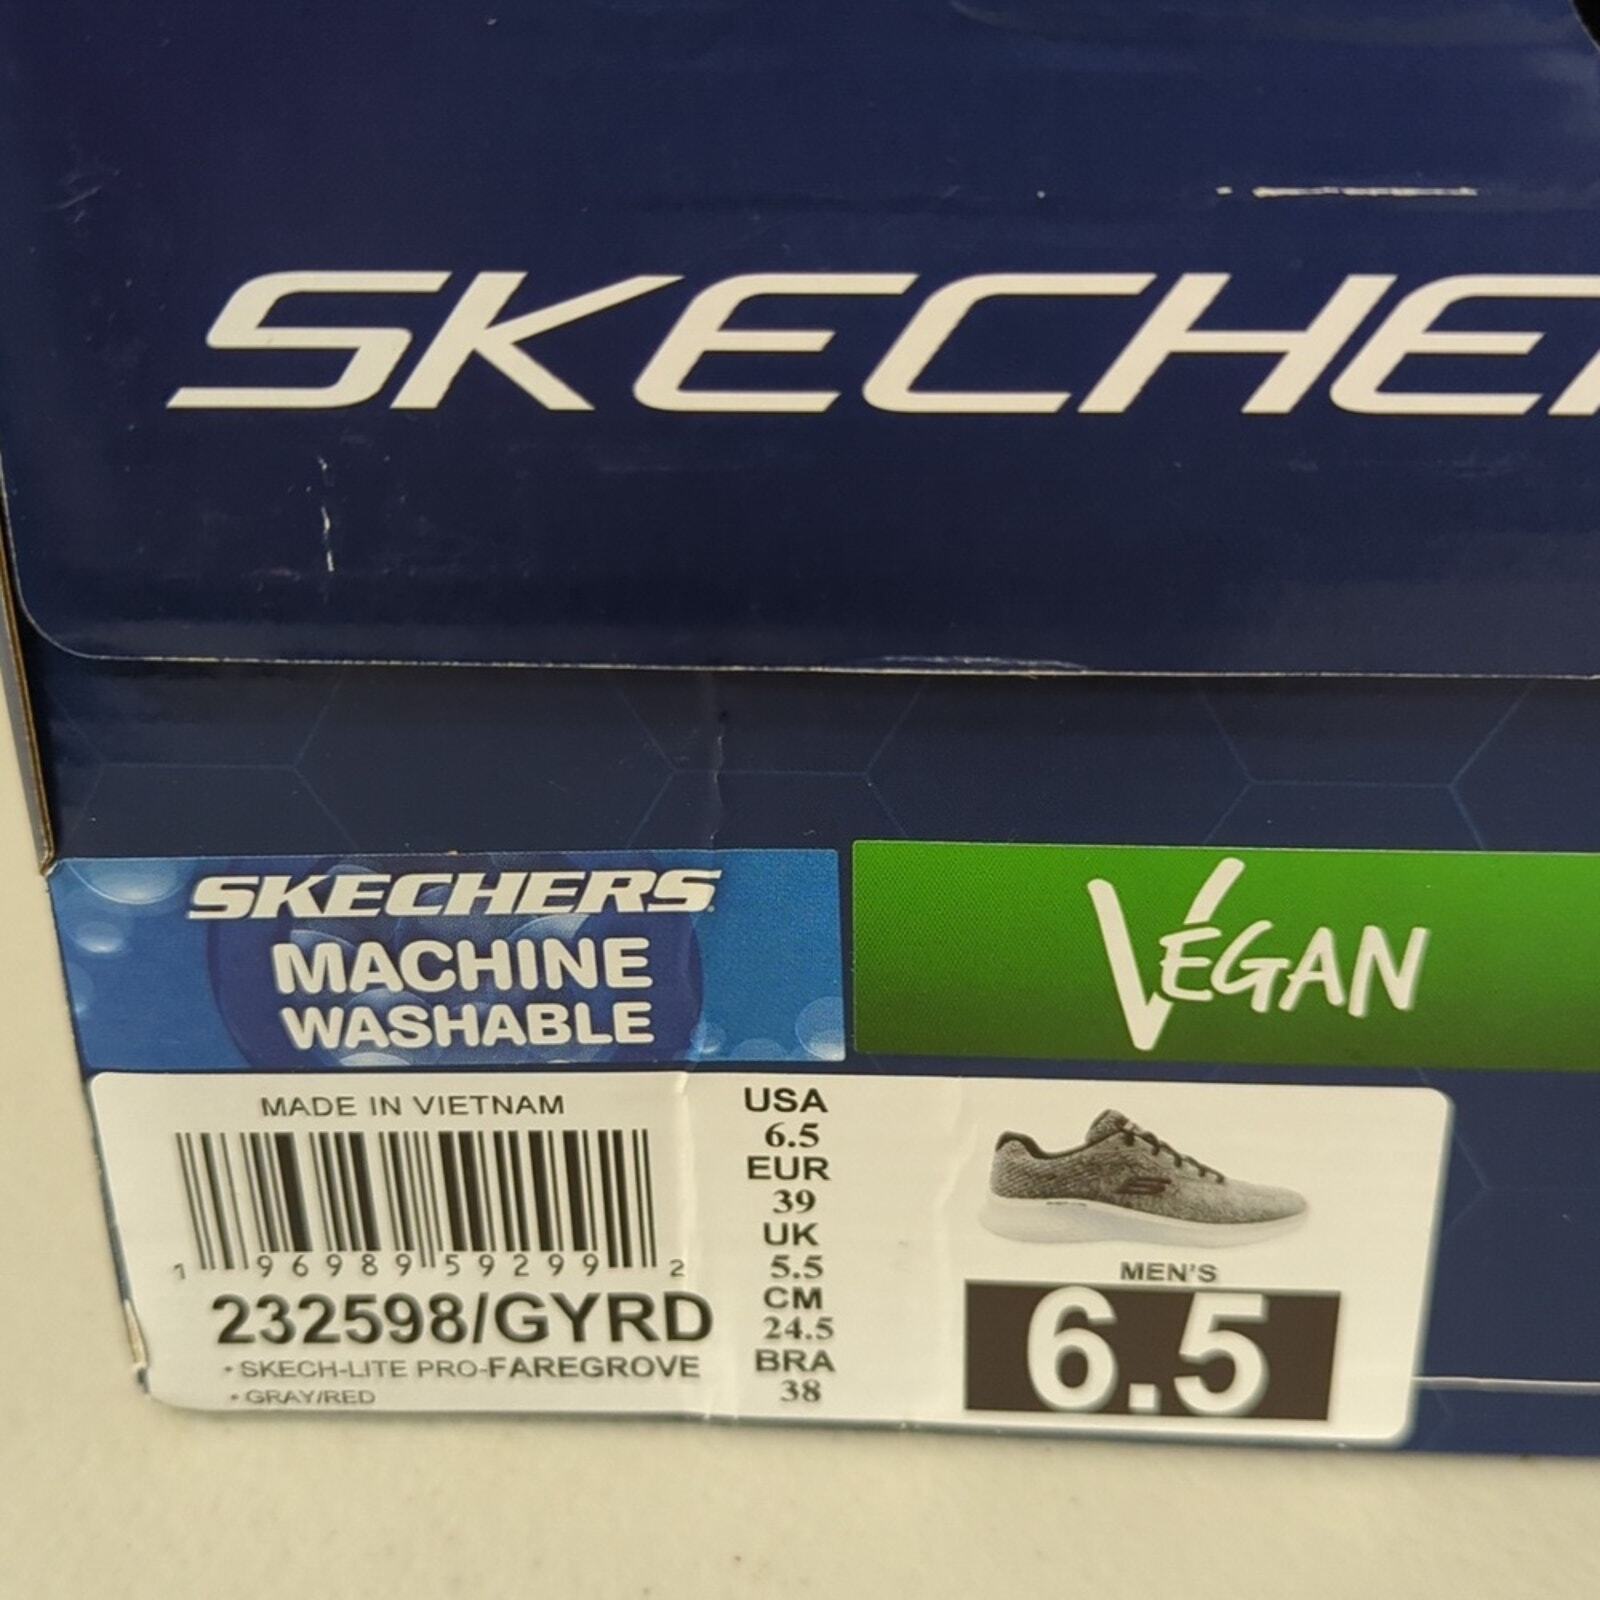 SKECHE
SKECHERS
MACHINE
WASHABLE
VEGAN
MADE IN VIETNAM
1 96989 59299 2
232598/GYRD
• SKECH-LITE PRO-FAREGROVE
• GRAY/RED
USA
6.5
EUR
39
UK
5.5
CM
24.5
BRA
38
MEN'S
6.5